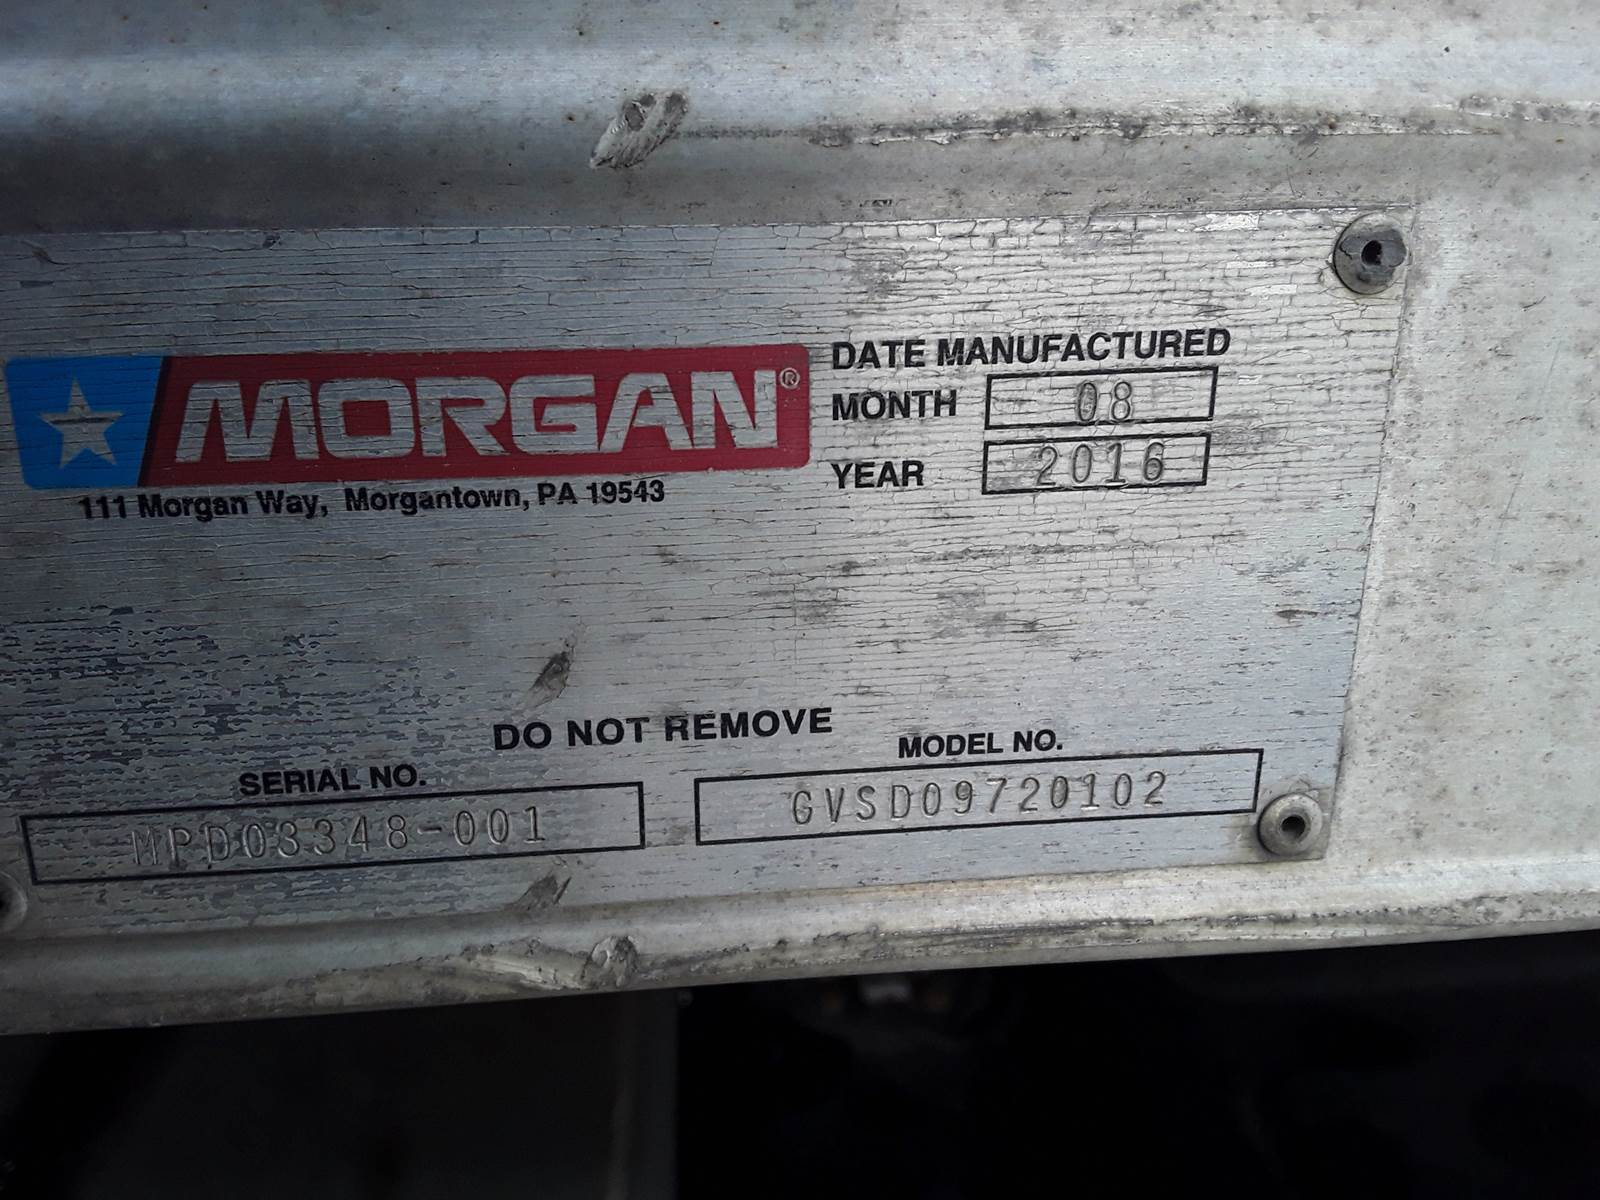 MORGAN®
111 Morgan Way, Morgantown, PA 19543
DATE MANUFACTURED
MONTH 08
YEAR 2016
DO NOT REMOVE
SERIAL NO.
MPD03348-001
MODEL NO.
GVSD09720102